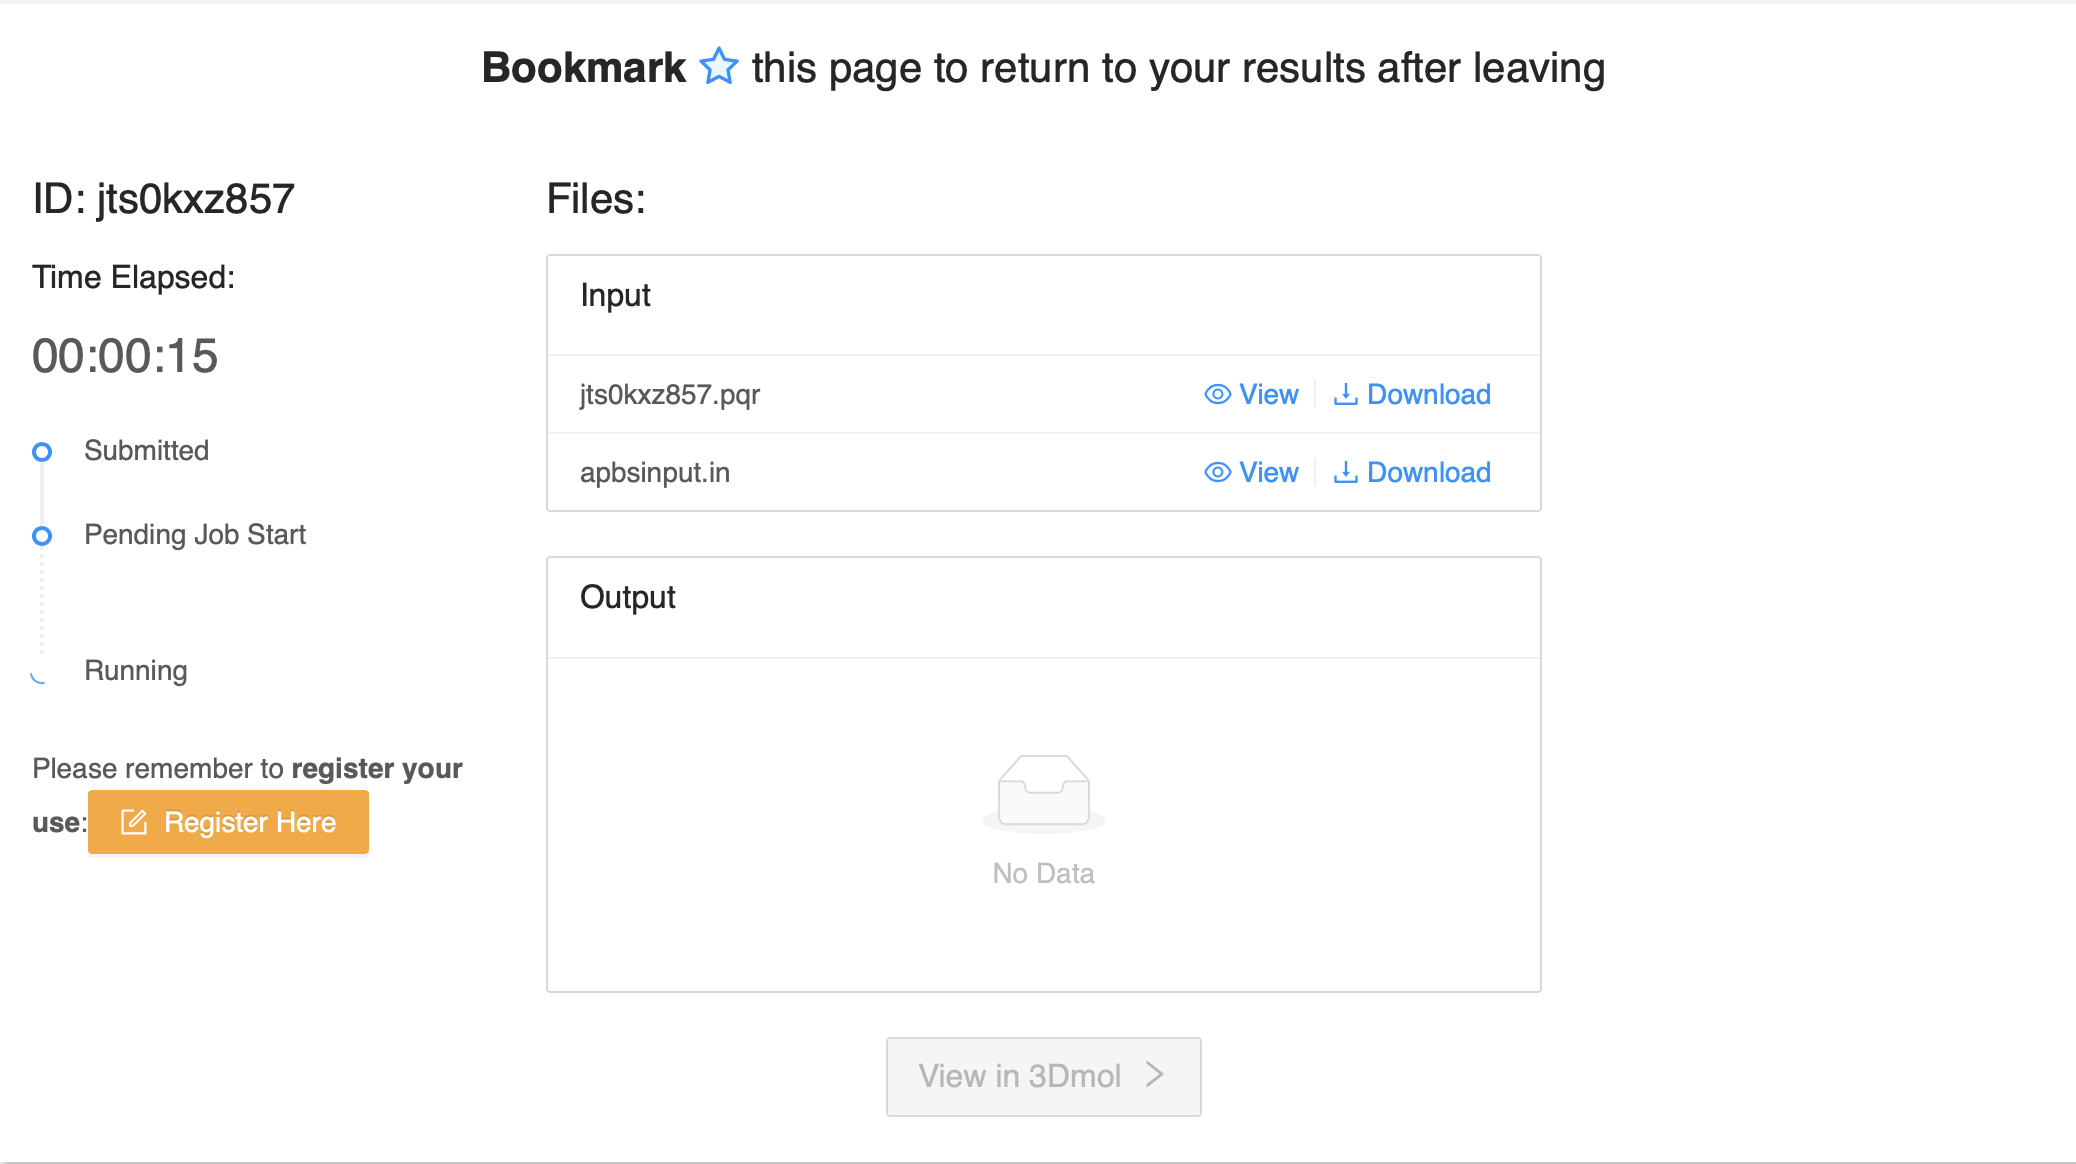 Bookmark this page to return to your results after leaving
ID: jts0kxz857
Time Elapsed:
00:00:15
Submitted
Pending Job Start
Running
Please remember to register your
use: Register Here
Files:
Input
jts0kxz857.pqr View Download
apbsinput.in View Download
Output
No Data
View in 3Dmol